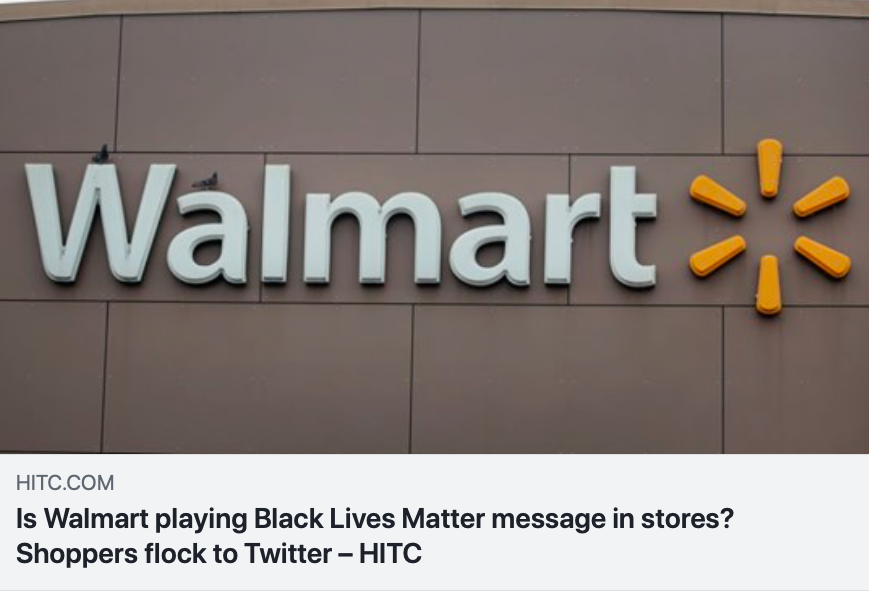 Walmart
HITC.COM
Is Walmart playing Black Lives Matter message in stores?
Shoppers flock to Twitter – HITC